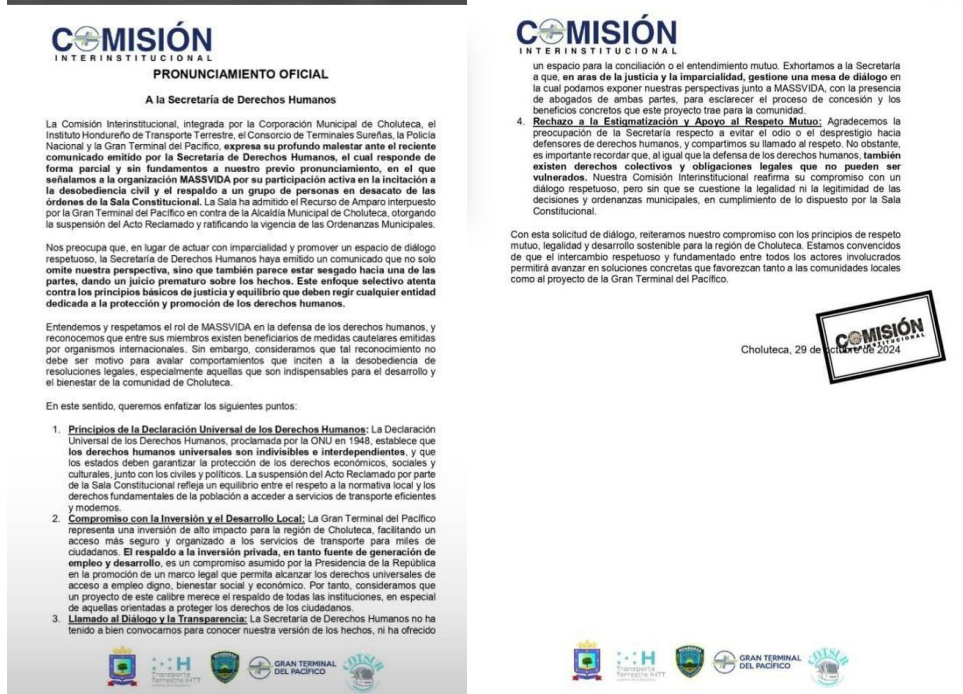 COMISIÓN
INTERINSTITUCIONAL
PRONUNCIAMIENTO OFICIAL
A la Secretaría de Derechos Humanos
La Comisión Interinstitucional, integrada por la Corporación Municipal de Choluteca, el
Instituto Hondureño de Transporte Terrestre, el Consorcio de Terminales Sureñas, la Policía
Nacional y la Gran Terminal del Pacífico, expresa su profundo malestar ante el reciente
comunicado emitido por la Secretaría de Derechos Humanos, el cual responde de
forma parcial y sin fundamentos a nuestro previo pronunciamiento, en el que
señalamos a la organización MASSVIDA por su participación activa en la incitación a
la desobediencia civil y el respaldo a un grupo de personas en desacato de las
órdenes de la Sala Constitucional. La Sala ha admitido el Recurso de Amparo interpuesto
por la Gran Terminal del Pacífico en contra de la Alcaldía Municipal de Choluteca, otorgando
la suspensión del Acto Reclamado y ratificando la vigencia de las Ordenanzas Municipales.
Nos preocupa que, en lugar de actuar con imparcialidad y promover un espacio de diálogo
respetuoso, la Secretaría de Derechos Humanos haya emitido un comunicado que no solo
omite nuestra perspectiva, sino que también parece estar sesgado hacia una de las
partes, dando un juicio prematuro sobre los hechos. Este enfoque selectivo atenta
contra los principios básicos de justicia y equilibrio que deben regir cualquier entidad
dedicada a la protección y promoción de los derechos humanos.
Entendemos y respetamos el rol de MASSVIDA en la defensa de los derechos humanos, y
reconocemos que entre sus miembros existen beneficiarios de medidas cautelares emitidas
por organismos internacionales. Sin embargo, consideramos que tal reconocimiento no
debe ser motivo para avalar comportamientos que inciten a la desobediencia de
resoluciones legales, especialmente aquellas que son indispensables para el desarrollo y
el bienestar de la comunidad de Choluteca.
En este sentido, queremos enfatizar los siguientes puntos:
1. Principios de la Declaración Universal de los Derechos Humanos: La Declaración
Universal de los Derechos Humanos, proclamada por la ONU en 1948, establece que
los derechos humanos universales son indivisibles e interdependientes, y que
los estados deben garantizar la protección de los derechos económicos, sociales y
culturales, junto con los civiles y políticos. La suspensión del Acto Reclamado por parte
de la Sala Constitucional refleja un equilibrio entre el respeto a la normativa local y los
derechos fundamentales de la población a acceder a servicios de transporte eficientes
y modernos.
2. Compromiso con la Inversión y el Desarrollo Local: La Gran Terminal del Pacífico
representa una inversión de alto impacto para la región de Choluteca, facilitando un
acceso más seguro y organizado a los servicios de transporte para miles de
ciudadanos. El respaldo a la inversión privada, en tanto fuente de generación de
empleo y desarrollo, es un compromiso asumido por la Presidencia de la República
en la promoción de un marco legal que permita alcanzar los derechos universales de
acceso a empleo digno, bienestar social y económico. Por tanto, consideramos que
un proyecto de este calibre merece el respaldo de todas las instituciones, en especial
de aquellas orientadas a proteger los derechos de los ciudadanos.
3. Llamado al Diálogo y la Transparencia: La Secretaría de Derechos Humanos no ha
tenido a bien convocarnos para conocer nuestra versión de los hechos, ni ha ofrecido
H
Transporte
Terrestre IHTT
GRAN TERMINAL
DEL PACÍFICO
COTSUR
COMISIÓN
INTERINSTITUCIONAL
un espacio para la conciliación o el entendimiento mutuo. Exhortamos a la Secretaría
a que, en aras de la justicia y la imparcialidad, gestione una mesa de diálogo en
la cual podamos exponer nuestras perspectivas junto a MASSVIDA, con la presencia
de abogados de ambas partes, para esclarecer el proceso de concesión y los
beneficios concretos que este proyecto trae para la comunidad.
4. Rechazo a la Estigmatización y Apoyo al Respeto Mutuo: Agradecemos la
preocupación de la Secretaría respecto a evitar el odio o el desprestigio hacia
defensores de derechos humanos, y compartimos su llamado al respeto. No obstante,
es importante recordar que, al igual que la defensa de los derechos humanos, también
existen derechos colectivos y obligaciones legales que no pueden ser
vulnerados. Nuestra Comisión Interinstitucional reafirma su compromiso con un
diálogo respetuoso, pero sin que se cuestione la legalidad ni la legitimidad de las
decisiones y ordenanzas municipales, en cumplimiento de lo dispuesto por la Sala
Constitucional.
Con esta solicitud de diálogo, reiteramos nuestro compromiso con los principios de respeto
mutuo, legalidad y desarrollo sostenible para la región de Choluteca. Estamos convencidos
de que el intercambio respetuoso y fundamentado entre todos los actores involucrados
permitirá avanzar en soluciones concretas que favorezcan tanto a las comunidades locales
como al proyecto de la Gran Terminal del Pacífico.
Choluteca, 29 de octubre de 2024
COMISIÓN
INTERINSTITUCIONAL
H
Transporte
Terrestre IHTT
GRAN TERMINAL
DEL PACÍFICO
COTSUR